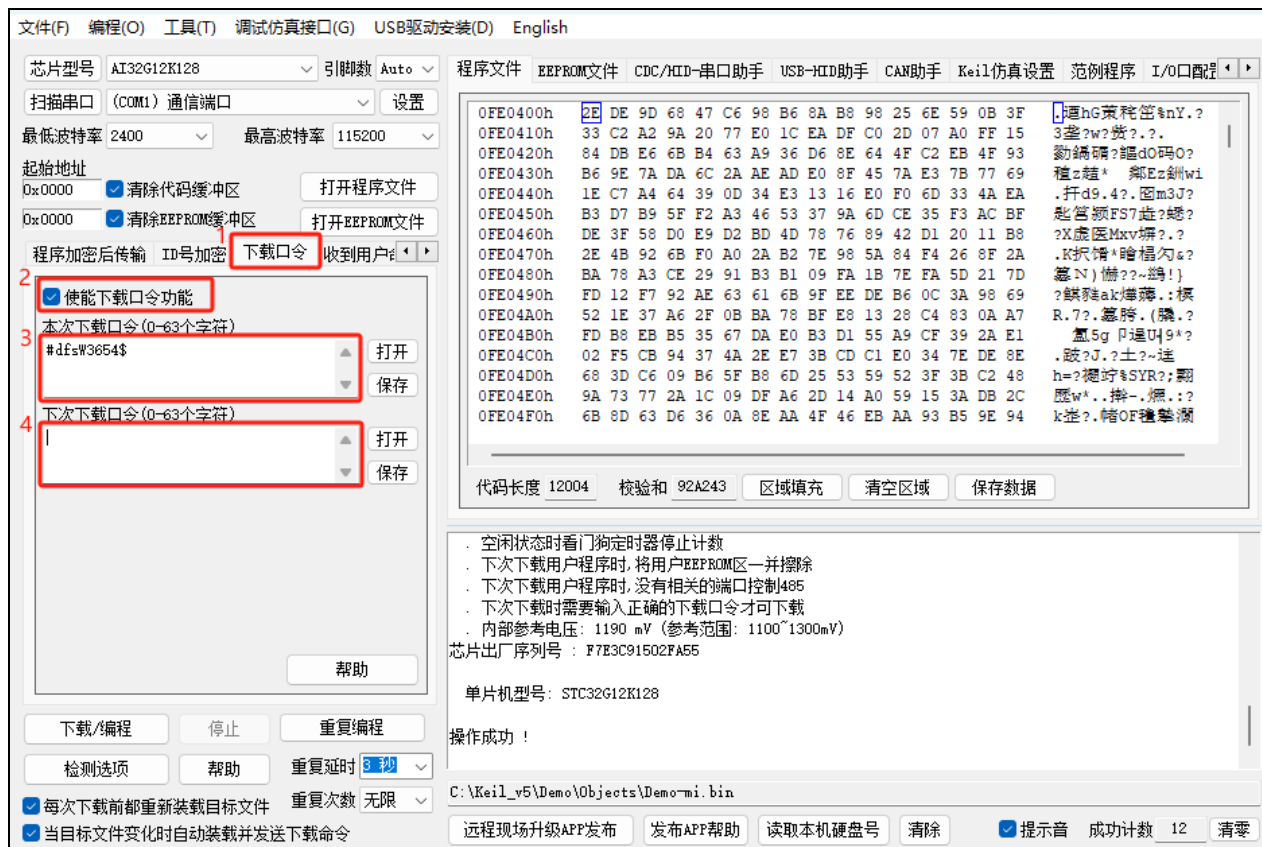 文件(F) 编程(O) 工具(T) 调试仿真接口(G) USB驱动安装(D) English
芯片型号 AI32G12K128 引脚数 Auto
扫描串口 (COM1) 通信端口 设置
最低波特率 2400 最高波特率 115200
起始地址
0x0000 清除代码缓冲区 打开程序文件
0x0000 清除EEPROM缓冲区 打开EEPROM文件
1
程序加密后传输 ID号加密 下载口令 收到用户
2
使能下载口令功能
3
本次下载口令(0-63个字符)
#dfsW3654$
打开
保存
4
下次下载口令(0-63个字符)
打开
保存
帮助
下载/编程 停止 重复编程
检测选项 帮助 重复延时 3 秒
每次下载前都重新装载目标文件 重复次数 无限
当目标文件变化时自动装载并发送下载命令
程序文件 EEPROM文件 CDC/HID-串口助手 USB-HID助手 CAN助手 Keil仿真设置 范例程序 I/O口配
0FE0400h 2E DE 9D 68 47 C6 98 B6 8A B8 98 25 6E 59 0B 3F
0FE0410h 33 C2 A2 9A 20 77 E0 1C EA DF C0 2D 07 A0 FF 15
0FE0420h 84 DB E6 6B B4 63 A9 36 D6 8E 64 4F C2 EB 4F 93
0FE0430h B6 9E 7A DA 6C 2A AE AD E0 8F 45 7A E3 7B 77 69
0FE0440h 1E C7 A4 64 39 0D 34 E3 13 16 E0 F0 6D 33 4A EA
0FE0450h B3 D7 B9 5F F2 A3 46 53 37 9A 6D CE 35 F3 AC BF
0FE0460h DE 3F 58 D0 E9 D2 BD 4D 78 76 89 42 D1 20 11 B8
0FE0470h 2E 4B 92 6B F0 A0 2A B2 7E 98 5A 84 F4 26 8F 2A
0FE0480h BA 78 A3 CE 29 91 B3 B1 09 FA 1B 7E FA 5D 21 7D
0FE0490h FD 12 F7 92 AE 63 61 6B 9F EE DE B6 0C 3A 98 69
0FE04A0h 52 1E 37 A6 2F 0B BA 78 BF E8 13 28 C4 83 0A A7
0FE04B0h FD B8 EB B5 35 67 DA E0 B3 D1 55 A9 CF 39 2A E1
0FE04C0h 02 F5 CB 94 37 4A 2E E7 3B CD C1 E0 34 7E DE 8E
0FE04D0h 68 3D C6 09 B6 5F B8 6D 25 53 59 52 3F 3B C2 48
0FE04E0h 9A 73 77 2A 1C 09 DF A6 2D 14 A0 59 15 3A DB 2C
0FE04F0h 6B 8D 63 D6 36 0A 8E AA 4F 46 EB AA 93 B5 9E 94
代码长度 12004 校验和 92A243 区域填充 清空区域 保存数据
. 空闲状态时看门狗定时器停止计数
. 下次下载用户程序时,将用户EEPROM区一并擦除
. 下次下载用户程序时,没有相关的端口控制485
. 下次下载时需要输入正确的下载口令才可下载
. 内部参考电压: 1190 mV (参考范围: 1100~1300mV)
芯片出厂序列号 : F7E3C91502FA55
单片机型号: STC32G12K128
操作成功 !
C:\Keil_v5\Demo\Objects\Demo-mi.bin
远程现场升级APP发布 发布APP帮助 读取本机硬盘号 清除 提示音 成功计数 12 清零